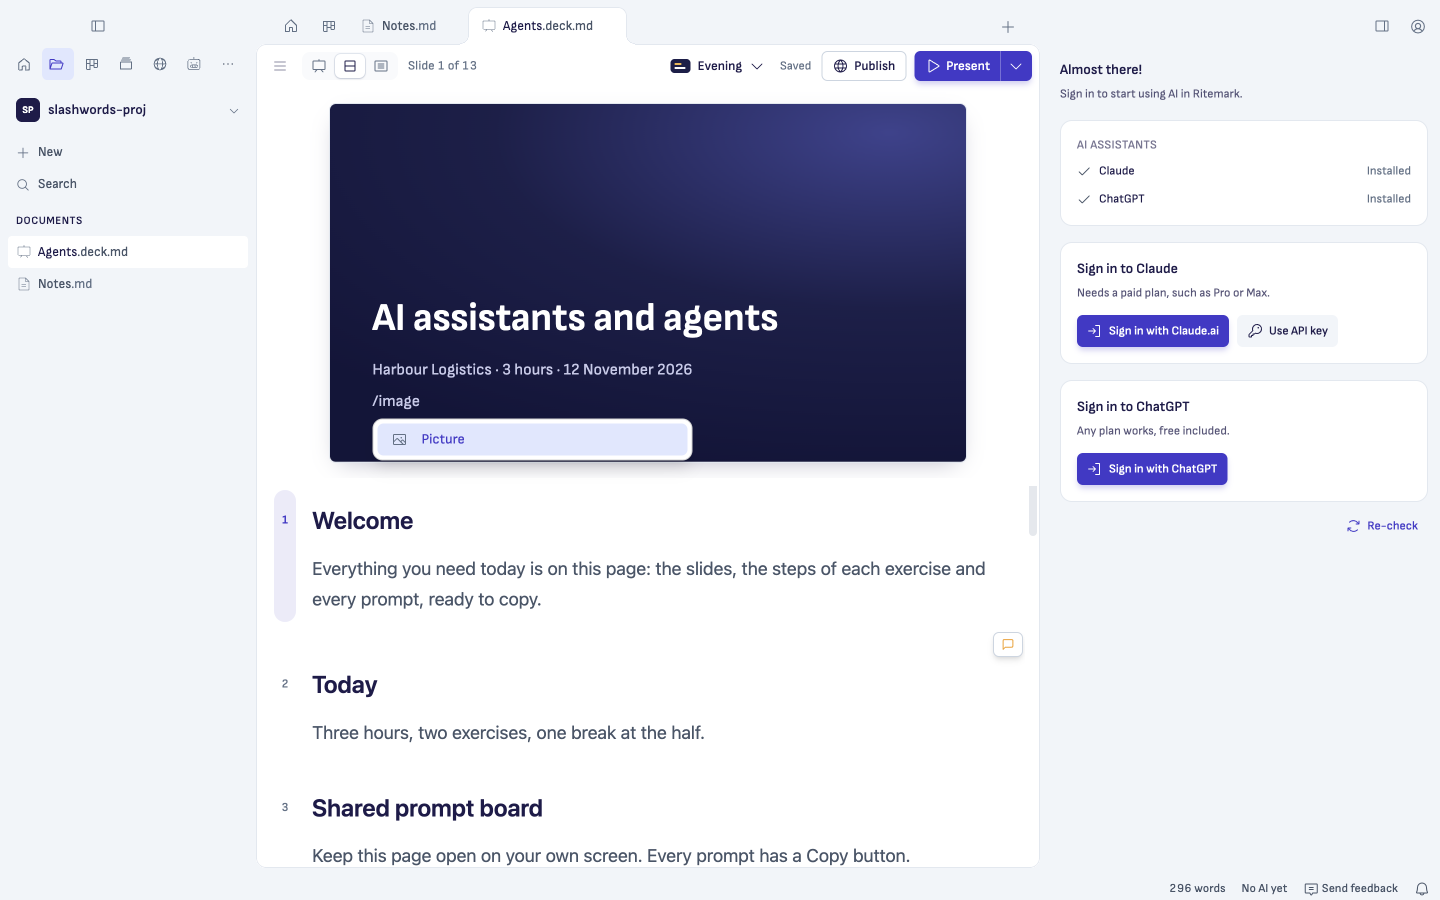 Notes.md
Agents.deck.md
SP
slashwords-proj
New
Search
DOCUMENTS
Agents.deck.md
Notes.md
Slide 1 of 13
Evening
Saved
Publish
Present
AI assistants and agents
Harbour Logistics · 3 hours · 12 November 2026
/image
Picture
1
Welcome
Everything you need today is on this page: the slides, the steps of each exercise and
every prompt, ready to copy.
2
Today
Three hours, two exercises, one break at the half.
3
Shared prompt board
Keep this page open on your own screen. Every prompt has a Copy button.
Almost there!
Sign in to start using AI in Ritemark.
AI ASSISTANTS
Claude
Installed
ChatGPT
Installed
Sign in to Claude
Needs a paid plan, such as Pro or Max.
Sign in with Claude.ai
Use API key
Sign in to ChatGPT
Any plan works, free included.
Sign in with ChatGPT
Re-check
296 words
No AI yet
Send feedback